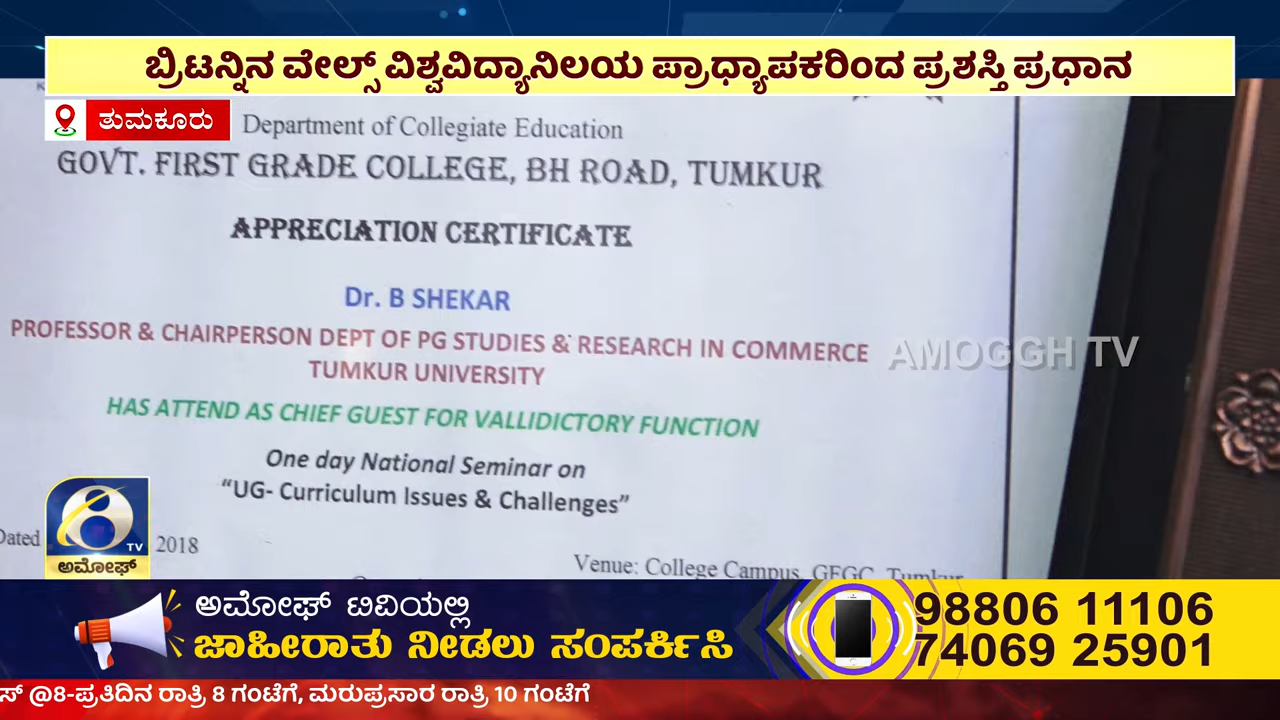 ಬ್ರಿಟನ್ನಿನ ವೇಲ್ಸ್ ವಿಶ್ವವಿದ್ಯಾನಿಲಯ ಪ್ರಾಧ್ಯಾಪಕರಿಂದ ಪ್ರಶಸ್ತಿ ಪ್ರಧಾನ
ತುಮಕೂರು
Department of Collegiate Education
GOVT. FIRST GRADE COLLEGE, BH ROAD, TUMKUR
APPRECIATION CERTIFICATE
Dr. B SHEKAR
PROFESSOR & CHAIRPERSON DEPT OF PG STUDIES & RESEARCH IN COMMERCE
TUMKUR UNIVERSITY
AMOGGH TV
HAS ATTEND AS CHIEF GUEST FOR VALLIDICTORY FUNCTION
One day National Seminar on
“UG- Curriculum Issues & Challenges”
Dated 2018
Venue: College Campus, GFGC, Tumkur
8 TV
ಅಮೋಘ್
ಅಮೋಘ್ ಟಿವಿಯಲ್ಲಿ
ಜಾಹೀರಾತು ನೀಡಲು ಸಂಪರ್ಕಿಸಿ
98806 11106
74069 25901
ಸ್ @8-ಪ್ರತಿದಿನ ರಾತ್ರಿ 8 ಗಂಟೆಗೆ, ಮರುಪ್ರಸಾರ ರಾತ್ರಿ 10 ಗಂಟೆಗೆ